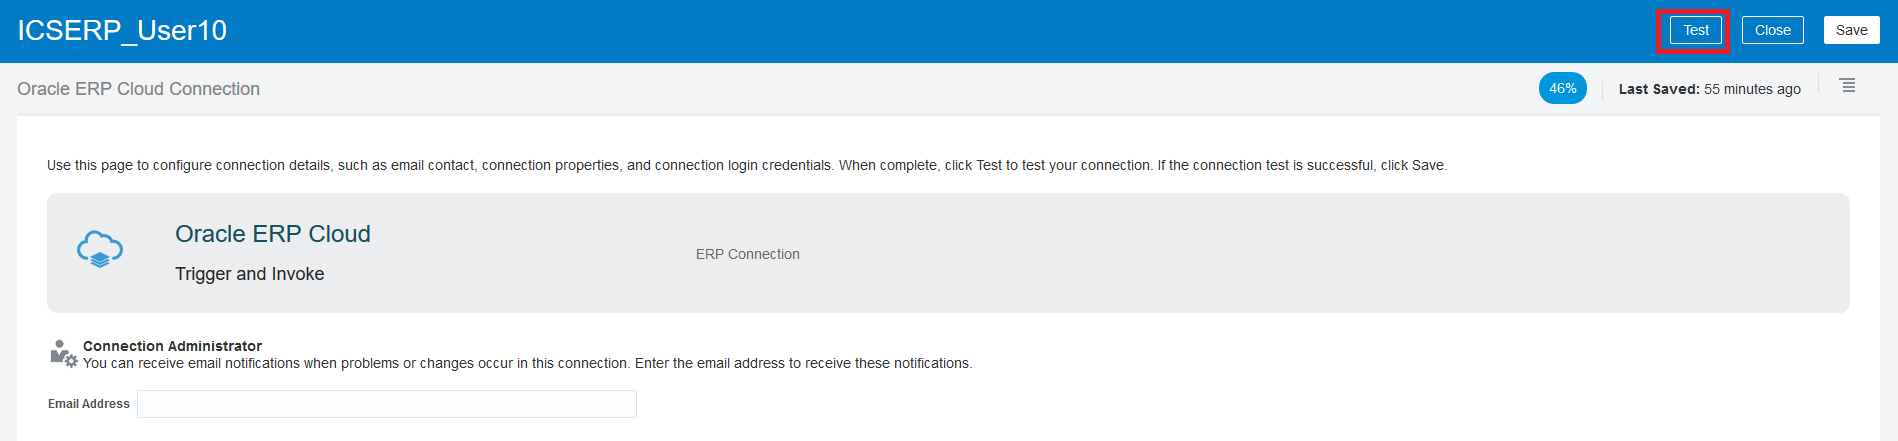 ICSERP_User10
Test
Close
Save
Oracle ERP Cloud Connection
46%
Last Saved: 55 minutes ago
Use this page to configure connection details, such as email contact, connection properties, and connection login credentials. When complete, click Test to test your connection. If the connection test is successful, click Save.
Oracle ERP Cloud
Trigger and Invoke
ERP Connection
Connection Administrator
You can receive email notifications when problems or changes occur in this connection. Enter the email address to receive these notifications.
Email Address